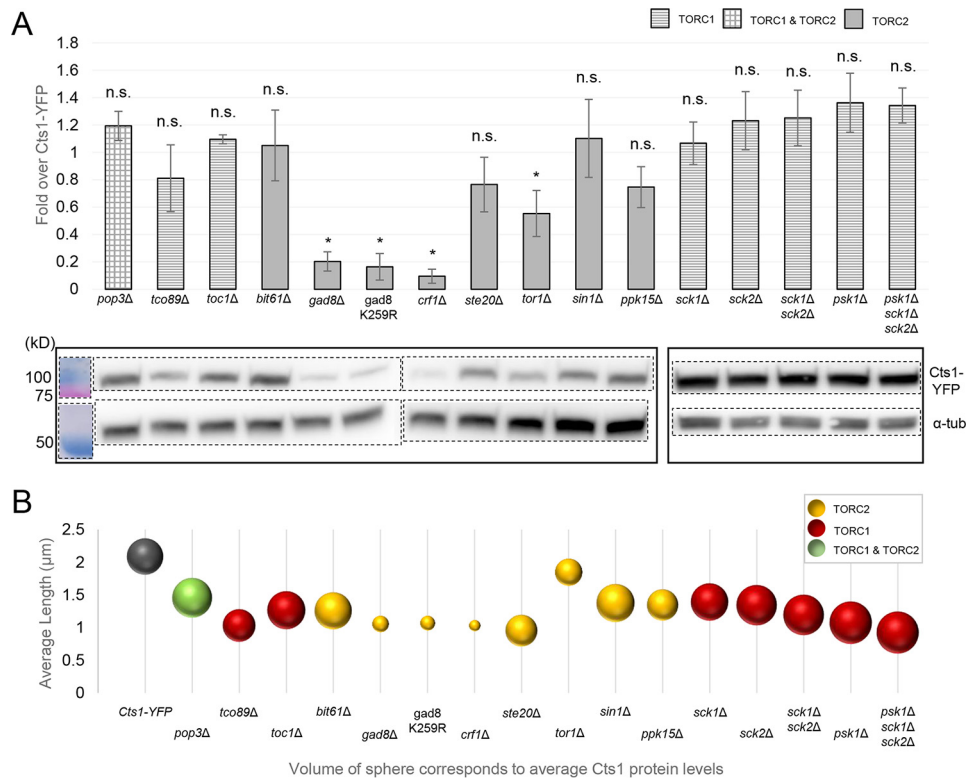 A
TORC1
TORC1 & TORC2
TORC2
Fold over Cts1-YFP
1.8
1.6
1.4
1.2
1
0.8
0.6
0.4
0.2
0
n.s.
n.s.
n.s.
n.s.
*
*
*
n.s.
*
n.s.
n.s.
n.s.
n.s.
n.s.
n.s.
n.s.
pop3Δ
tco89Δ
toc1Δ
bit61Δ
gad8Δ
gad8
K259R
crf1Δ
ste20Δ
tor1Δ
sin1Δ
ppk15Δ
sck1Δ
sck2Δ
sck1Δ
sck2Δ
psk1Δ
psk1Δ
sck1Δ
sck2Δ
(kD)
100
75
50
Cts1-
YFP
α-tub
B
TORC2
TORC1
TORC1 & TORC2
Average Length (μm)
2.5
2
1.5
1
0.5
0
Cts1-YFP
pop3Δ
tco89Δ
toc1Δ
bit61Δ
gad8Δ
gad8
K259R
crf1Δ
ste20Δ
tor1Δ
sin1Δ
ppk15Δ
sck1Δ
sck2Δ
sck1Δ
sck2Δ
psk1Δ
psk1Δ
sck1Δ
sck2Δ
Volume of sphere corresponds to average Cts1 protein levels